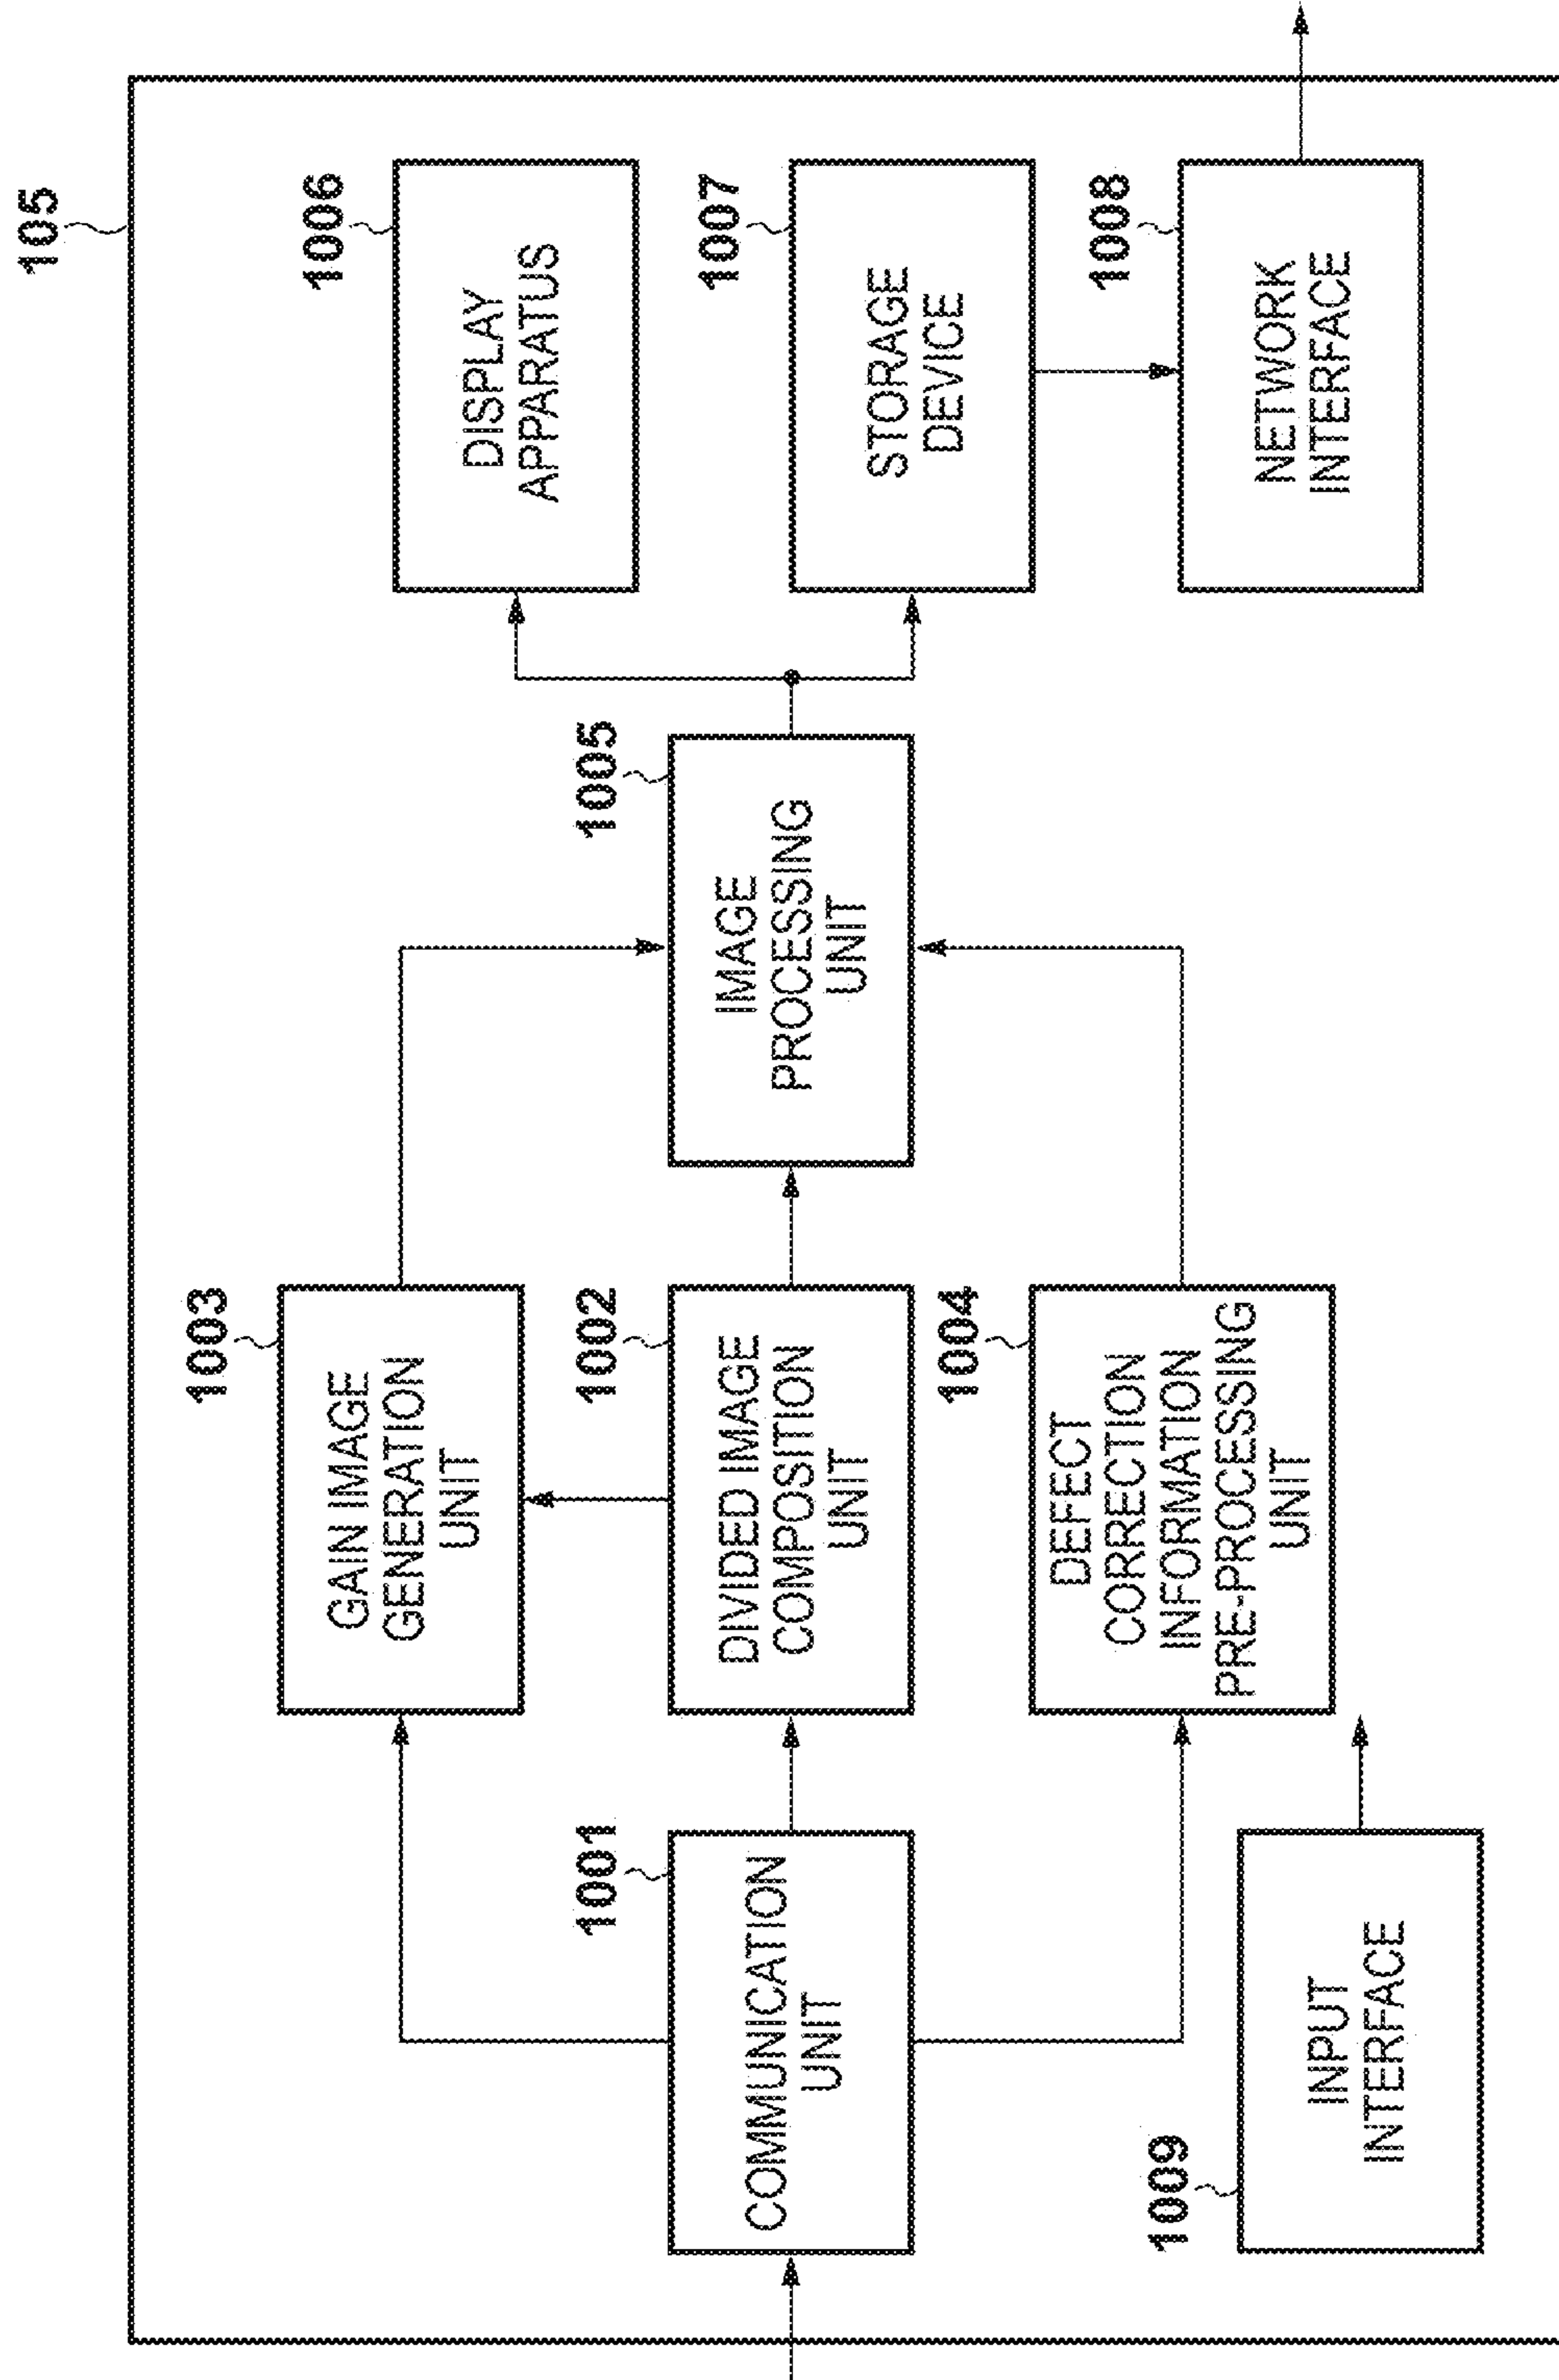 105
1003
GAIN IMAGE
GENERATION
UNIT
1006
DISPLAY
APPARATUS
1001
COMMUNICATION
UNIT
1002
DIVIDED IMAGE
COMPOSITION
UNIT
1005
IMAGE
PROCESSING
UNIT
1007
STORAGE
DEVICE
1004
DEFECT
CORRECTION
INFORMATION
PRE-PROCESSING
UNIT
1008
NETWORK
INTERFACE
1009
INPUT
INTERFACE